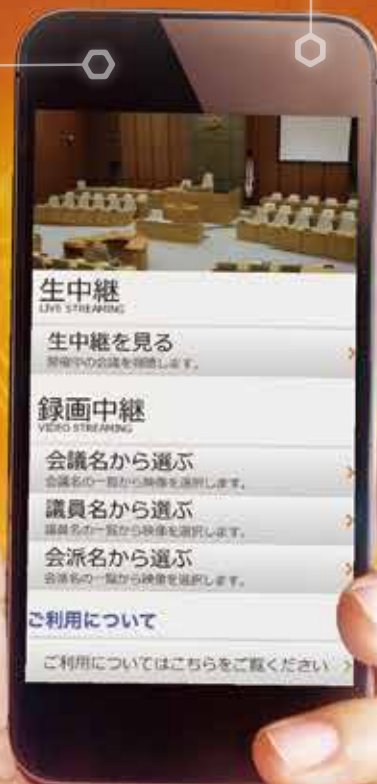 生中継
LIVE STREAMING
生中継を見る
開催中の会議を視聴します。
録画中継
VIDEO STREAMING
会議名から選ぶ
会議名の一覧から映像を選択します。
議員名から選ぶ
議員名の一覧から映像を選択します。
会派名から選ぶ
会派名の一覧から映像を選択します。
ご利用について
ご利用についてはこちらをご覧ください